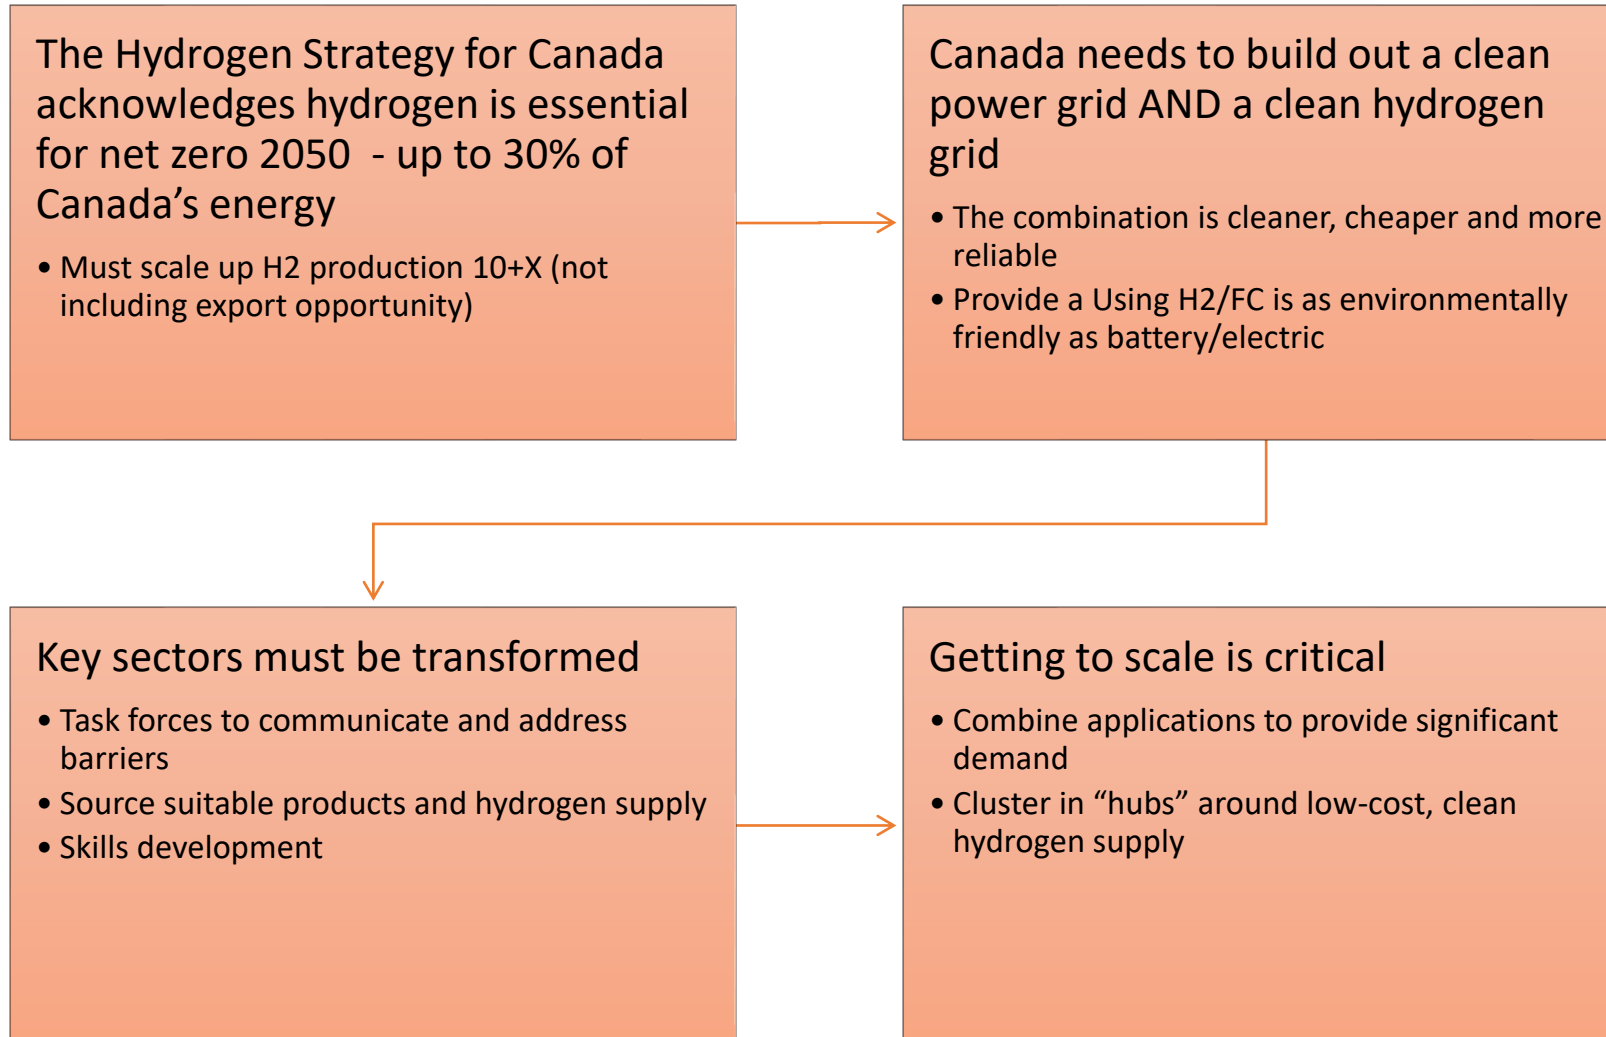 The Hydrogen Strategy for Canada
acknowledges hydrogen is essential
for net zero 2050  - up to 30% of
Canada’s energy
• Must scale up H2 production 10+X (not
including export opportunity)
Canada needs to build out a clean
power grid AND a clean hydrogen
grid
• The combination is cleaner, cheaper and more
reliable
• Provide a Using H2/FC is as environmentally
friendly as battery/electric
Key sectors must be transformed
• Task forces to communicate and address
barriers
• Source suitable products and hydrogen supply
• Skills development
Getting to scale is critical
• Combine applications to provide significant
demand
• Cluster in “hubs” around low-cost, clean
hydrogen supply